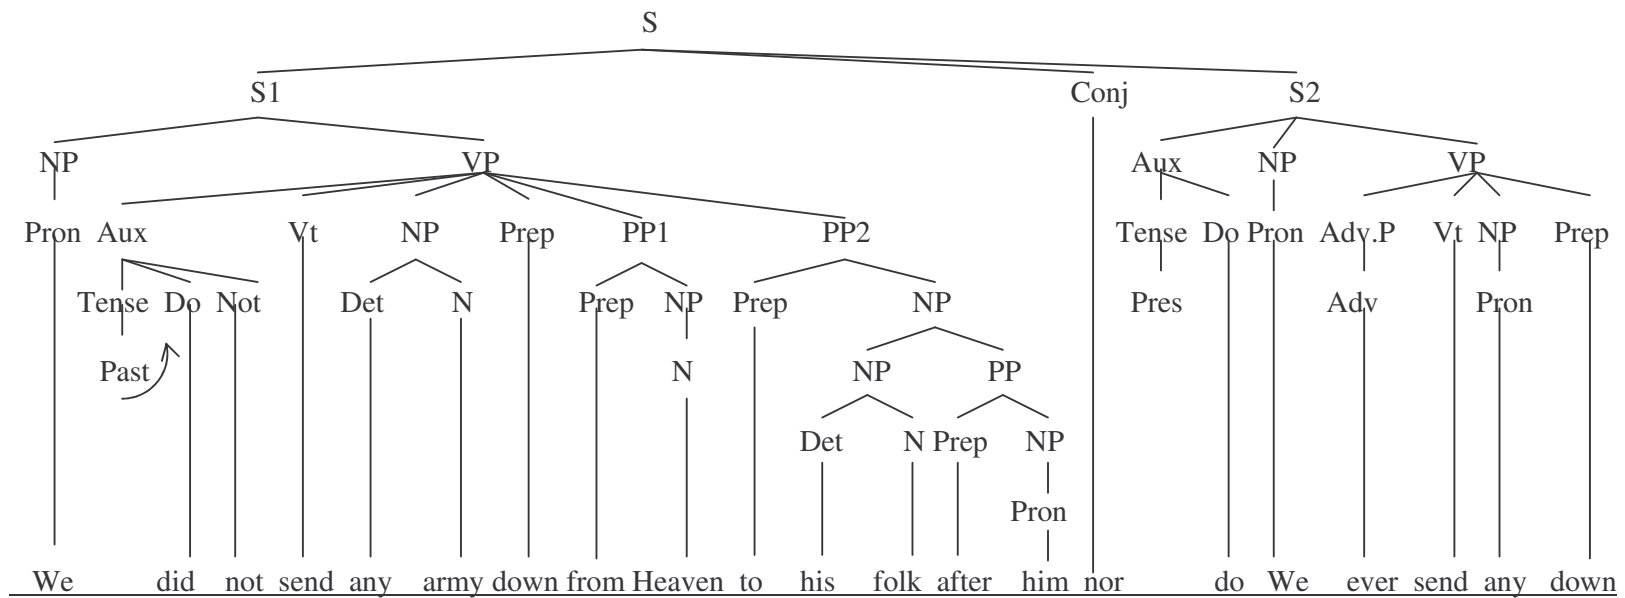 S
S1 Conj S2
NP VP Aux NP VP
Pron Aux Vt NP Prep PP1 PP2 Tense Do Pron Adv.P Vt NP Prep
Tense Do Not Det N Prep NP Prep NP Pres Adv Pron
Past N NP PP
Det N Prep NP
Pron
We did not send any army down from Heaven to his folk after him nor do We ever send any down